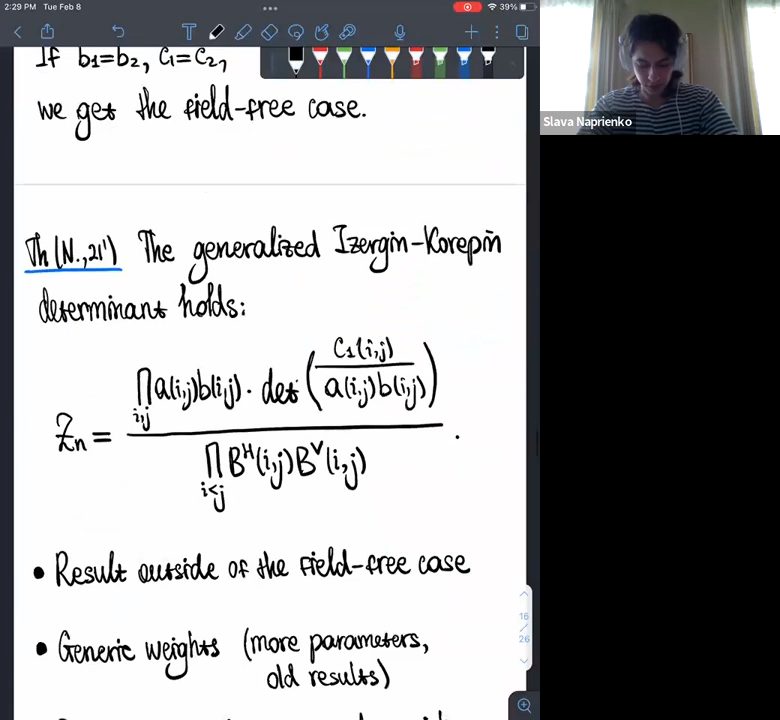 2:29 PM Tue Feb 8
39%
If b₁=b₂, C₁=C₂,
we get the field-free case.
Slava Naprienko
Th(N.,21') The generalized Izergin-Korepin
determinant holds:
Zₙ = ∏_{i,j} a(i,j)b(i,j) · det ( C₁(i,j) / a(i,j)b(i,j) ) / ∏_{i<j} Bᴴ(i,j)Bⱽ(i,j) .
• Result outside of the field-free case
• Generic weights (more parameters,
old results)
16
26